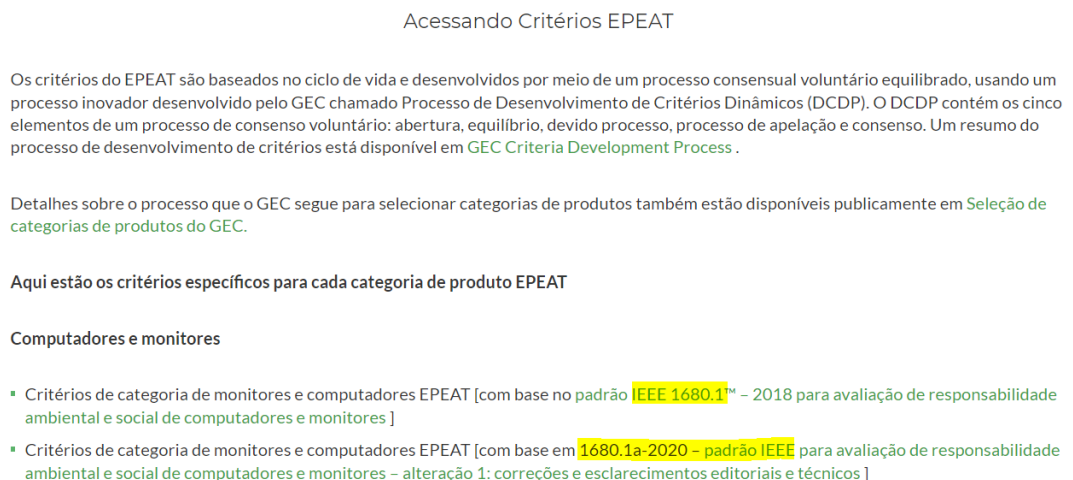 Acessando Critérios EPEAT
Os critérios do EPEAT são baseados no ciclo de vida e desenvolvidos por meio de um processo consensual voluntário equilibrado, usando um
processo inovador desenvolvido pelo GEC chamado Processo de Desenvolvimento de Critérios Dinâmicos (DCDP). O DCDP contém os cinco
elementos de um processo de consenso voluntário: abertura, equilíbrio, devido processo, processo de apelação e consenso. Um resumo do
processo de desenvolvimento de critérios está disponível em GEC Criteria Development Process .
Detalhes sobre o processo que o GEC segue para selecionar categorias de produtos também estão disponíveis publicamente em Seleção de
categorias de produtos do GEC.
Aqui estão os critérios específicos para cada categoria de produto EPEAT
Computadores e monitores
▪ Critérios de categoria de monitores e computadores EPEAT [com base no padrão IEEE 1680.1™ – 2018 para avaliação de responsabilidade
ambiental e social de computadores e monitores ]
▪ Critérios de categoria de monitores e computadores EPEAT [com base em 1680.1a-2020 – padrão IEEE para avaliação de responsabilidade
ambiental e social de computadores e monitores – alteração 1: correções e esclarecimentos editoriais e técnicos ]